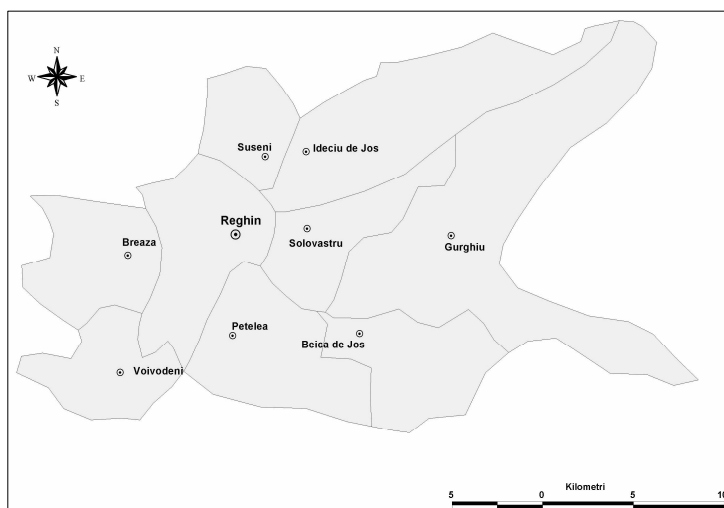 N
W E
S
Suseni
Ideciu de Jos
Reghin
Breaza
Solovastru
Gurghiu
Petelea
Beica de Jos
Voivodeni
Kilometri
5 0 5 10